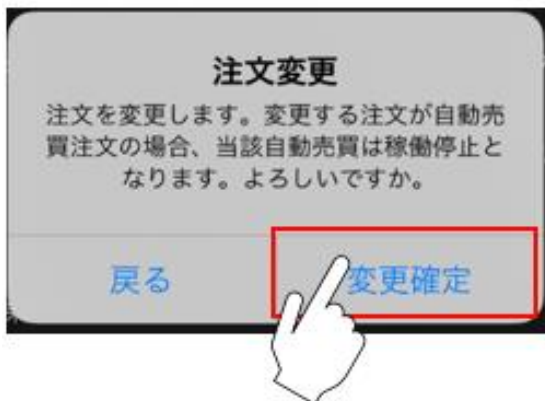 注文変更
注文を変更します。変更する注文が自動売
買注文の場合、当該自動売買は稼働停止と
なります。よろしいですか。
戻る
変更確定